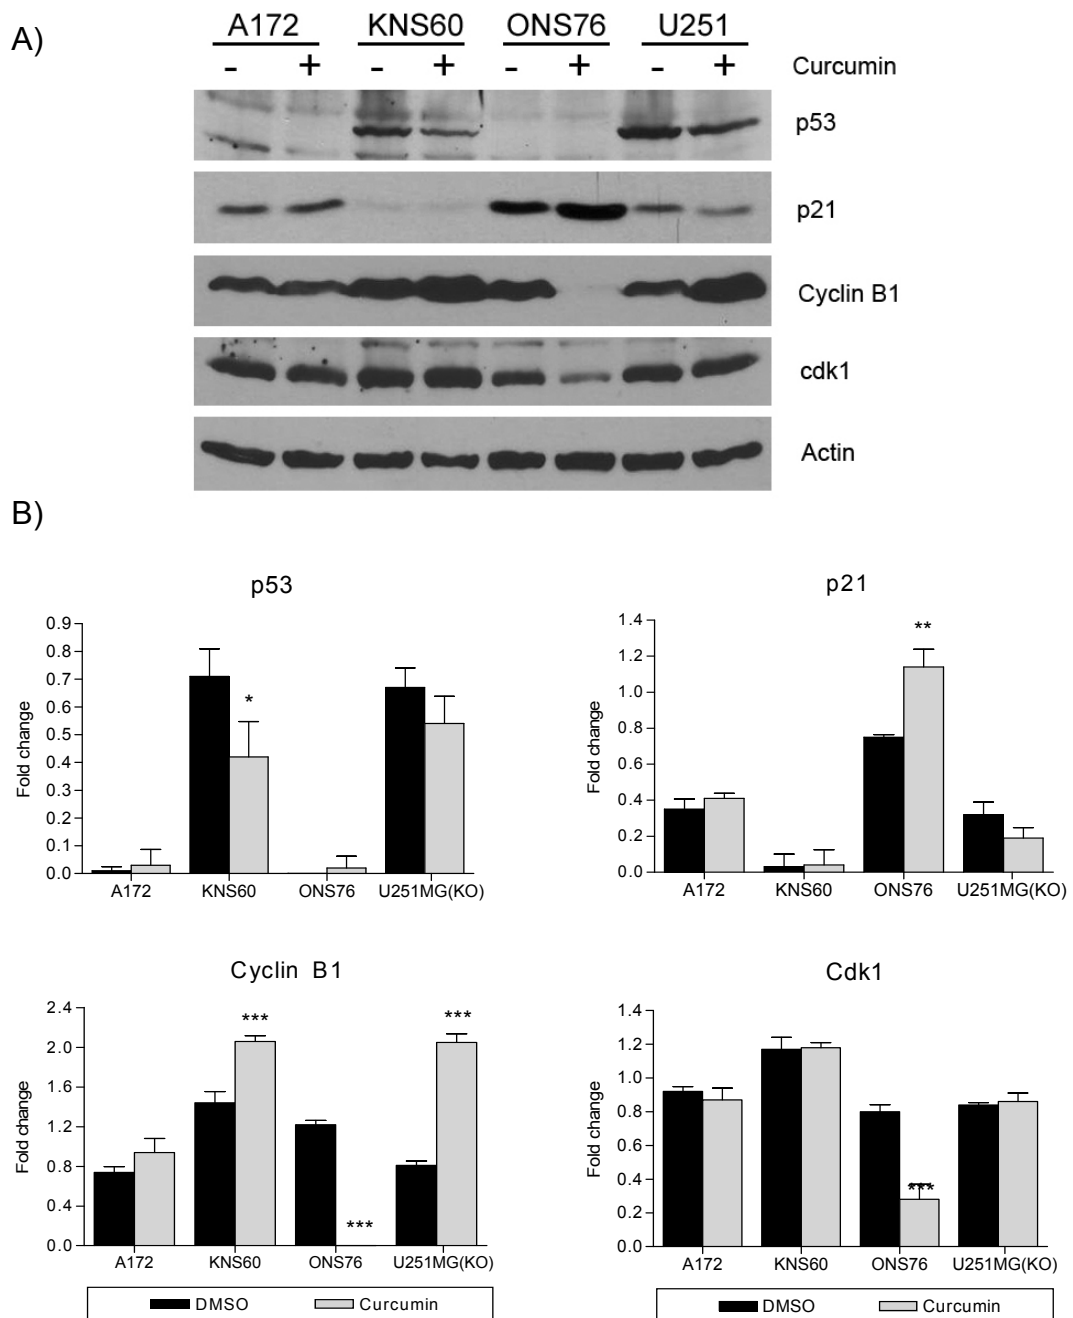 A)
A172 KNS60 ONS76 U251
- + - + - + - + Curcumin
p53
p21
Cyclin B1
cdk1
Actin
B)
p53
Fold change
0.9
0.8
0.7
0.6
0.5
0.4
0.3
0.2
0.1
0.0
*
A172 KNS60 ONS76 U251MG(KO)
p21
Fold change
1.4
1.2
1.0
0.8
0.6
0.4
0.2
0.0
**
A172 KNS60 ONS76 U251MG(KO)
Cyclin B1
Fold change
2.4
2.0
1.6
1.2
0.8
0.4
0.0
*** *** ***
A172 KNS60 ONS76 U251MG(KO)
DMSO Curcumin
Cdk1
Fold change
1.4
1.2
1.0
0.8
0.6
0.4
0.2
0.0
***
A172 KNS60 ONS76 U251MG(KO)
DMSO Curcumin